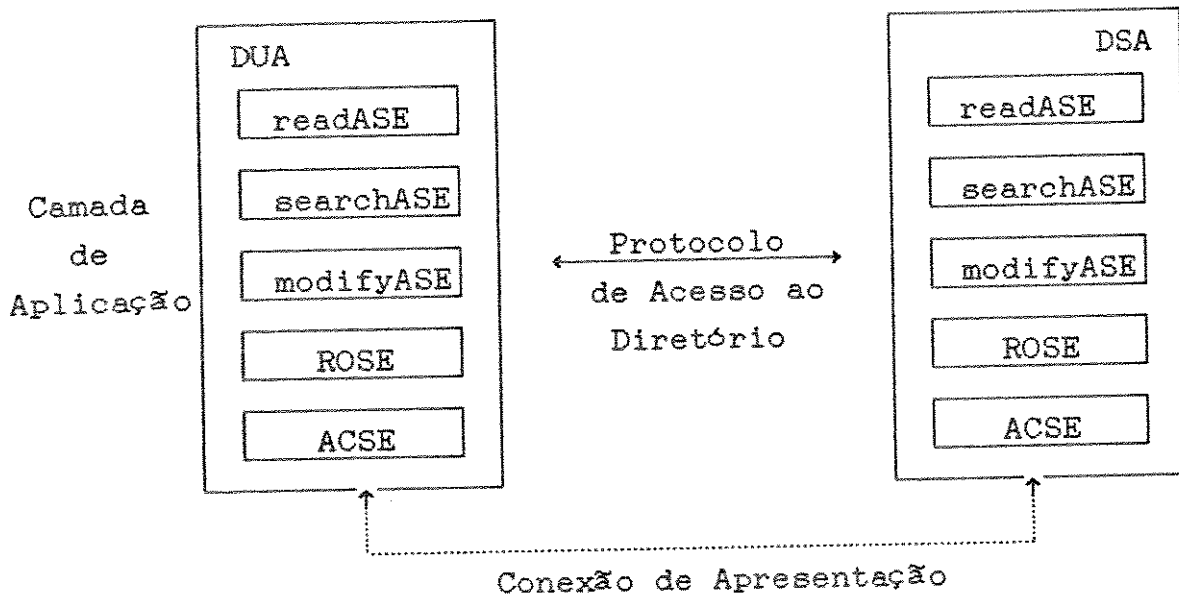 DUA
readASE
searchASE
modifyASE
ROSE
ACSE
Camada
de
Aplicação
Protocolo
de Acesso ao
Diretório
DSA
readASE
searchASE
modifyASE
ROSE
ACSE
Conexão de Apresentação